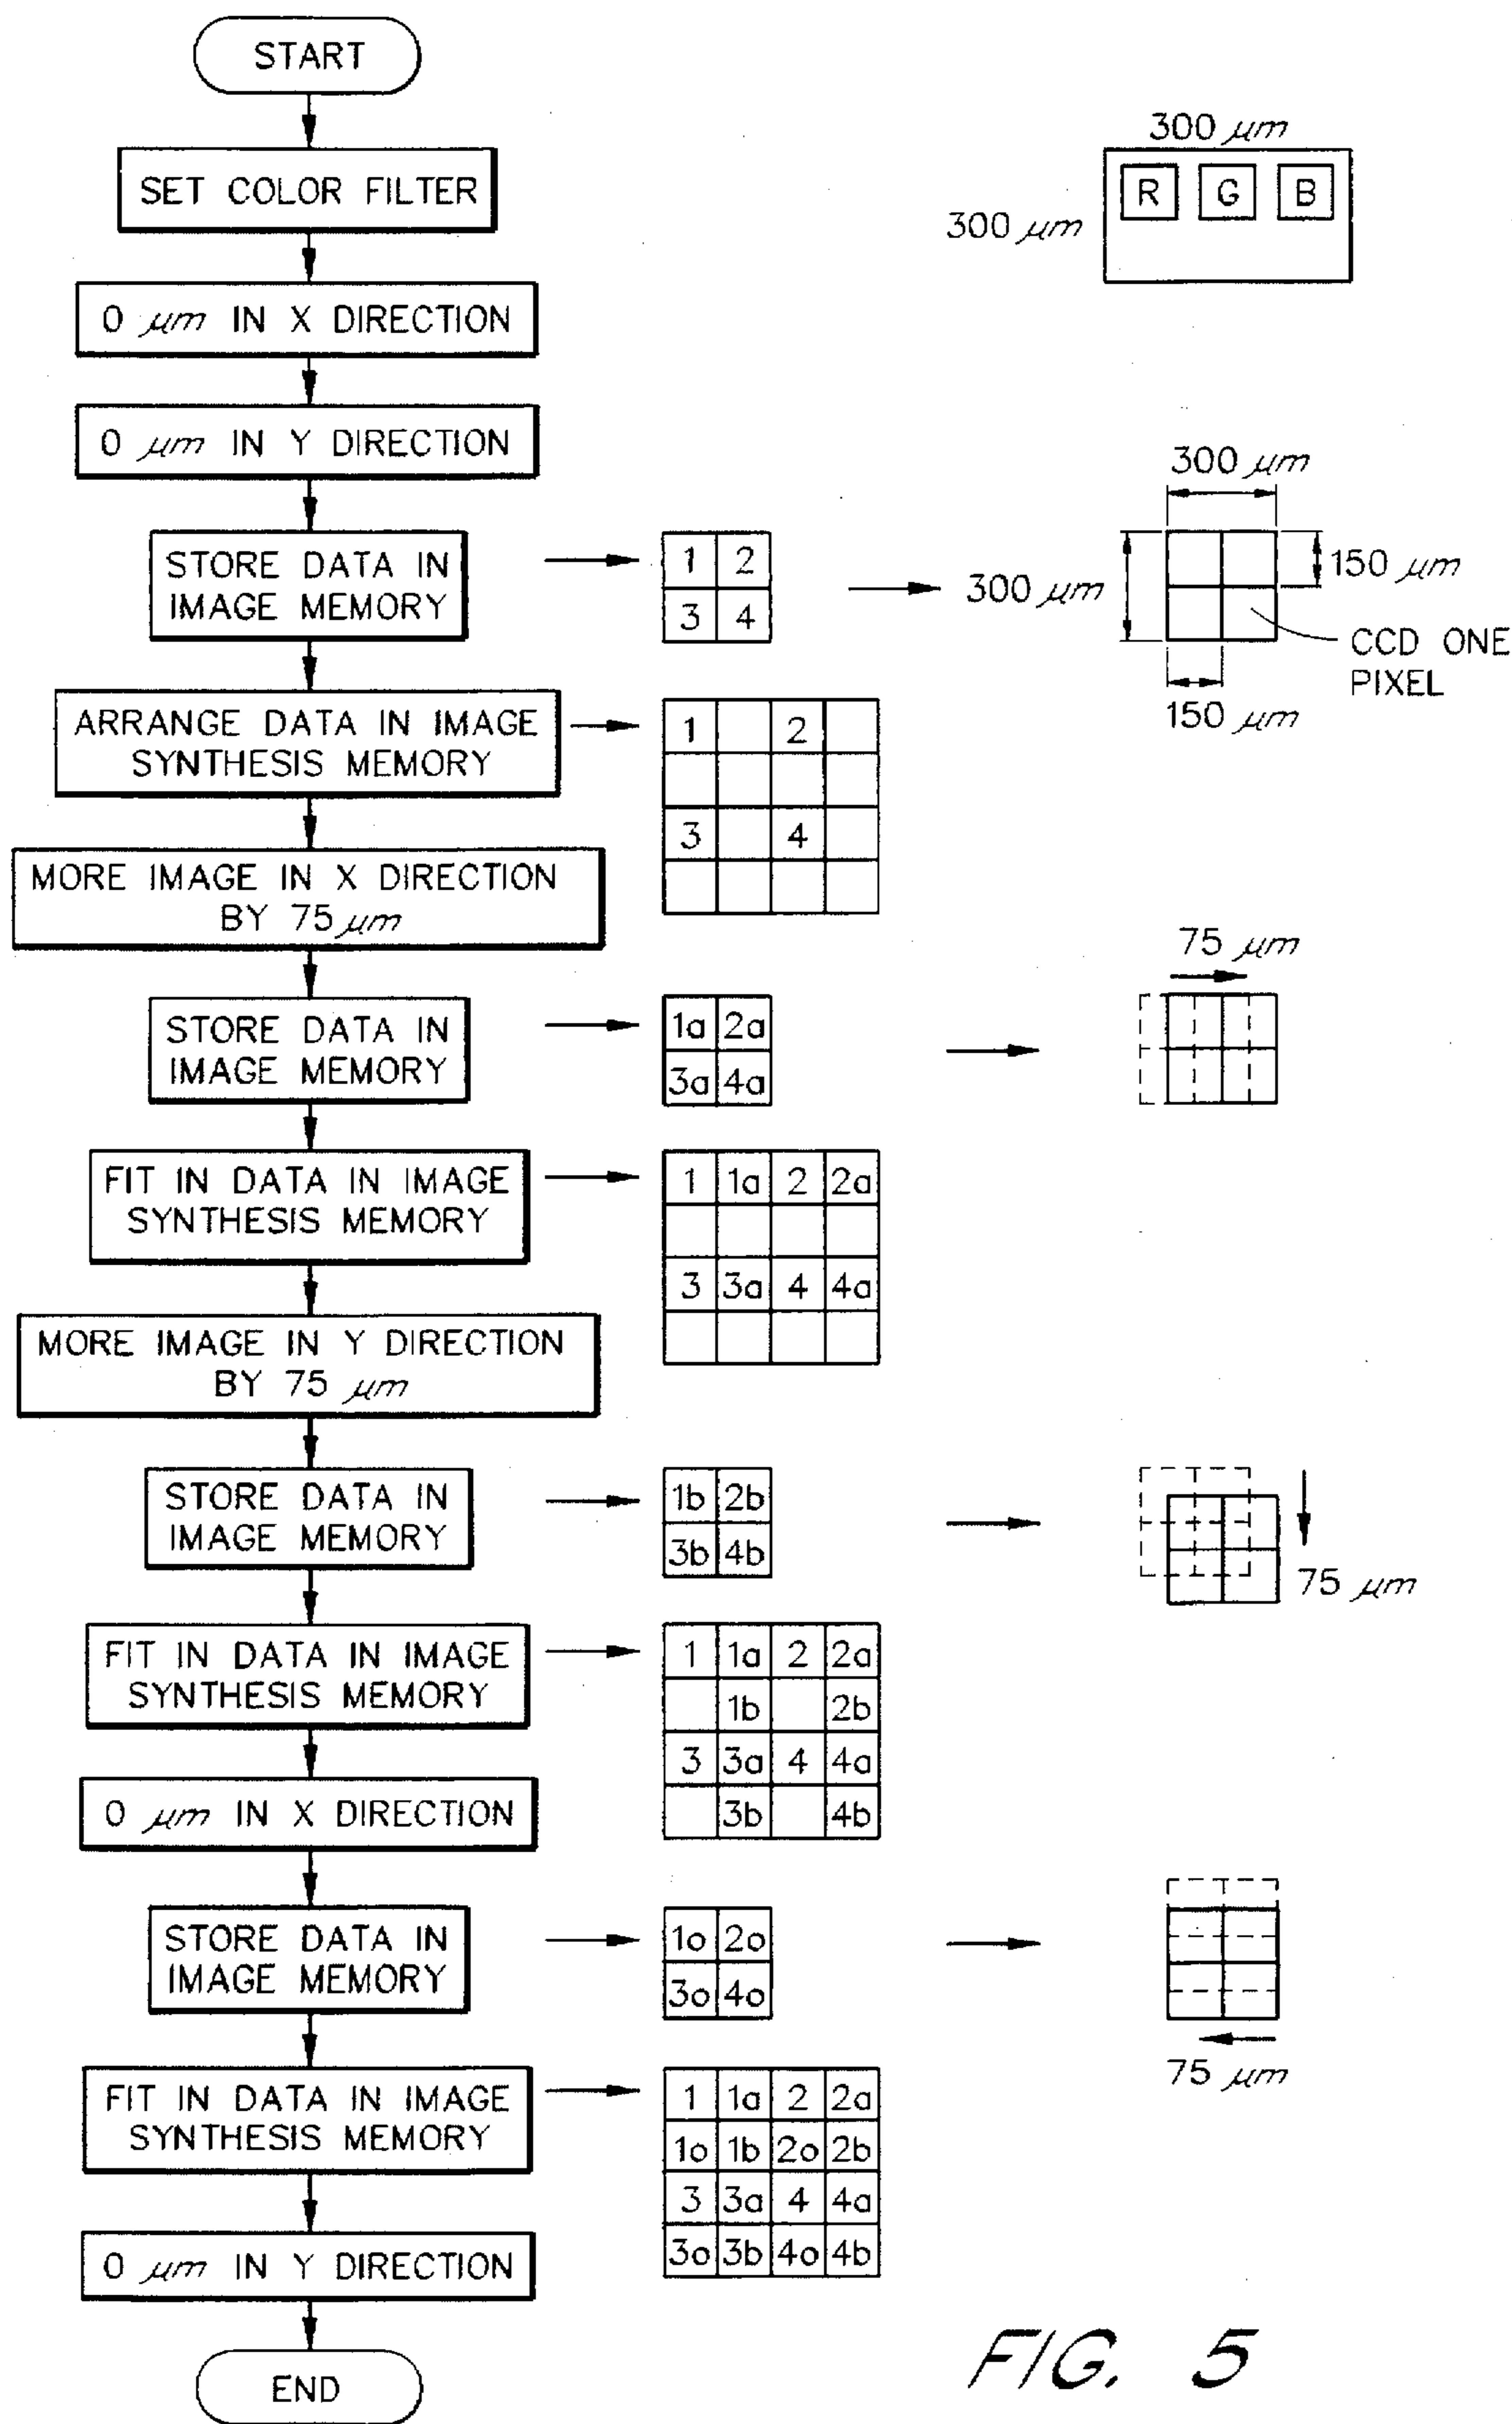 START
SET COLOR FILTER
300 μm
R G B
300 μm
0 μm IN X DIRECTION
0 μm IN Y DIRECTION
STORE DATA IN
IMAGE MEMORY
1 2
3 4
300 μm
300 μm
150 μm
150 μm
CCD ONE
PIXEL
ARRANGE DATA IN IMAGE
SYNTHESIS MEMORY
1 2
3 4
MORE IMAGE IN X DIRECTION
BY 75 μm
STORE DATA IN
IMAGE MEMORY
1a 2a
3a 4a
75 μm
FIT IN DATA IN IMAGE
SYNTHESIS MEMORY
1 1a 2 2a
3 3a 4 4a
MORE IMAGE IN Y DIRECTION
BY 75 μm
STORE DATA IN
IMAGE MEMORY
1b 2b
3b 4b
75 μm
FIT IN DATA IN IMAGE
SYNTHESIS MEMORY
1 1a 2 2a
1b 2b
3 3a 4 4a
3b 4b
0 μm IN X DIRECTION
STORE DATA IN
IMAGE MEMORY
1o 2o
3o 4o
75 μm
FIT IN DATA IN IMAGE
SYNTHESIS MEMORY
1 1a 2 2a
1o 1b 2o 2b
3 3a 4 4a
3o 3b 4o 4b
0 μm IN Y DIRECTION
END
FIG. 5